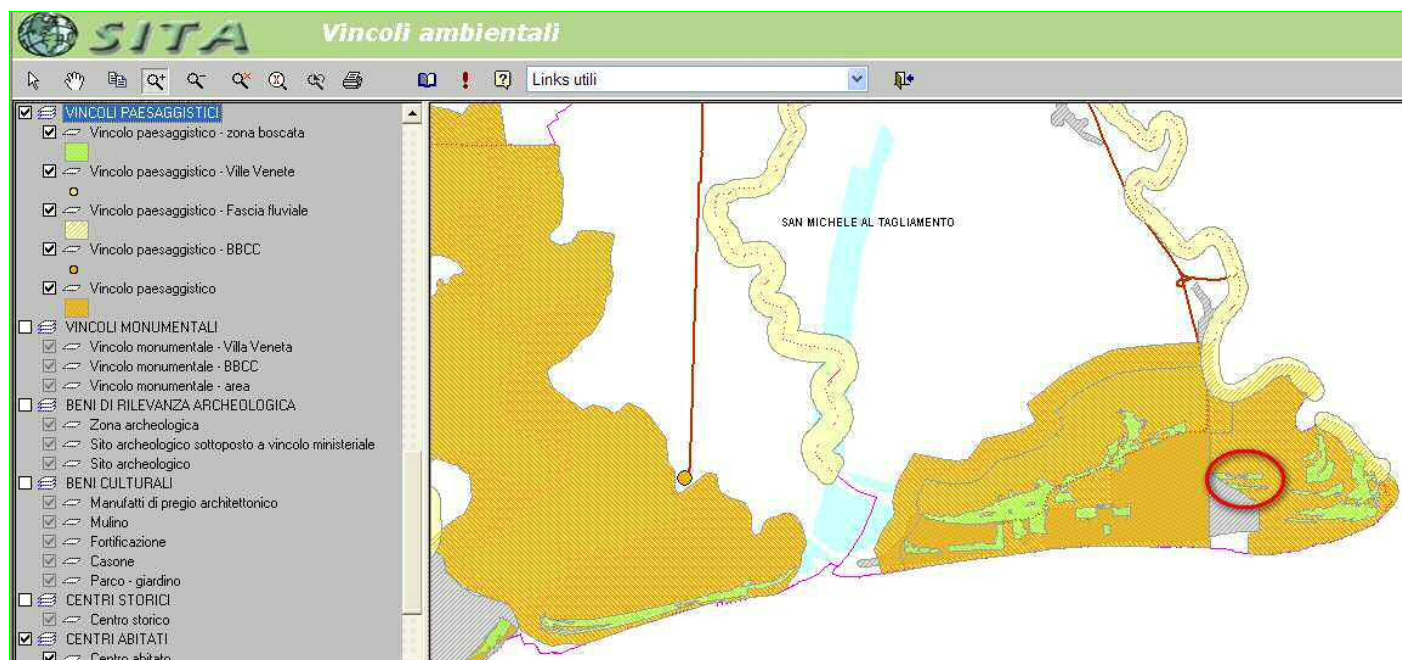 SITA Vincoli ambientali
Links utili
VINCOLI PAESAGGISTICI
Vincolo paesaggistico - zona boscata
Vincolo paesaggistico - Ville Venete
Vincolo paesaggistico - Fascia fluviale
Vincolo paesaggistico - BBCC
Vincolo paesaggistico
VINCOLI MONUMENTALI
Vincolo monumentale - Villa Veneta
Vincolo monumentale - BBCC
Vincolo monumentale - area
BENI DI RILEVANZA ARCHEOLOGICA
Zona archeologica
Sito archeologico sottoposto a vincolo ministeriale
Sito archeologico
BENI CULTURALI
Manufatti di pregio architettonico
Mulino
Fortificazione
Casone
Parco - giardino
CENTRI STORICI
Centro storico
CENTRI ABITATI
Centro abitato
SAN MICHELE AL TAGLIAMENTO